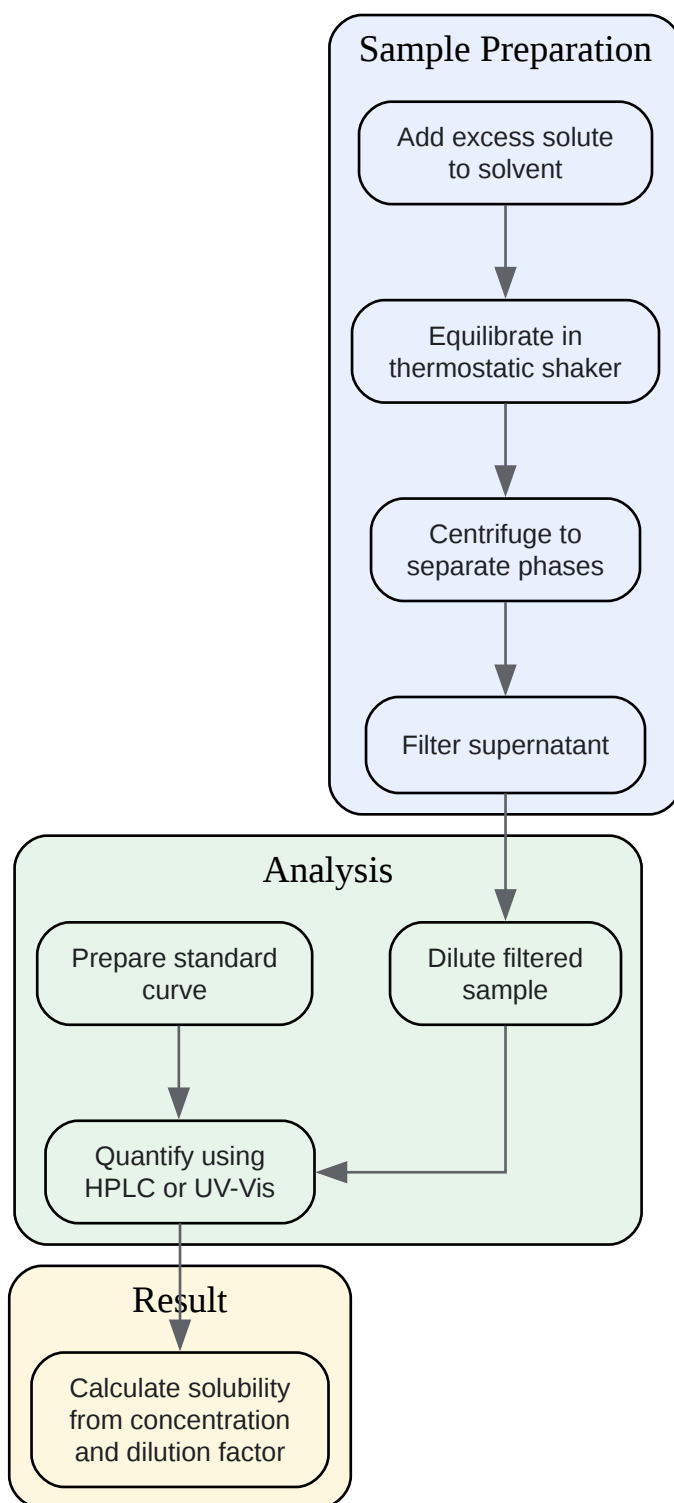 Sample Preparation
Add excess solute
to solvent
Equilibrate in
thermostatic shaker
Centrifuge to
separate phases
Filter supernatant
Analysis
Prepare standard
curve
Dilute filtered
sample
Quantify using
HPLC or UV-Vis
Result
Calculate solubility
from concentration
and dilution factor